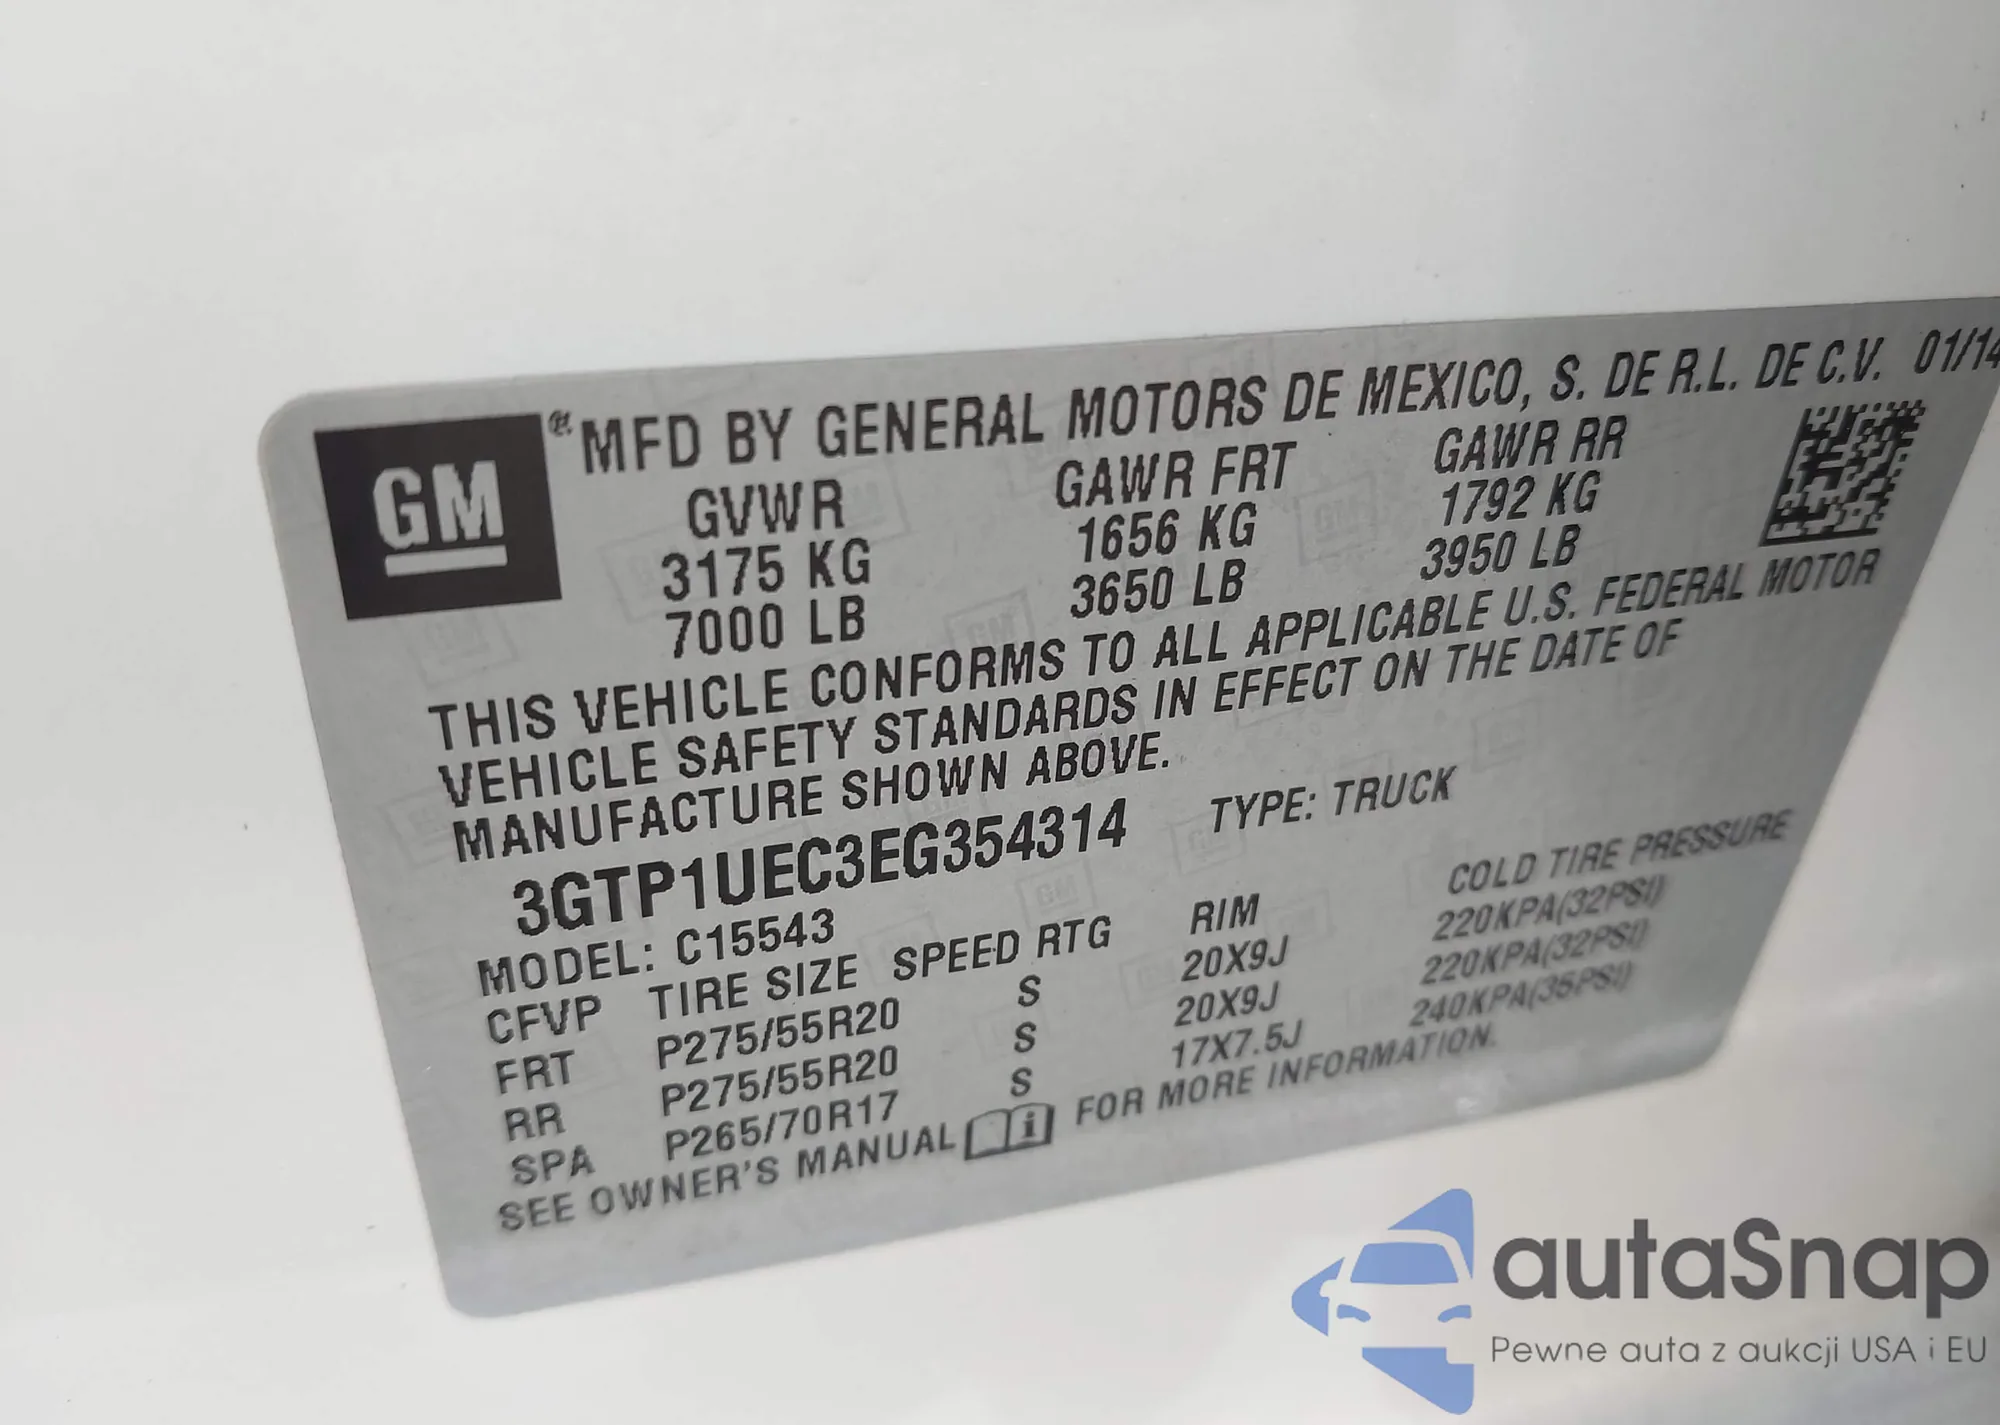 GM
MFD BY GENERAL MOTORS DE MEXICO, S. DE R.L. DE C.V. 01/14
GVWR GAWR FRT GAWR RR
3175 KG 1656 KG 1792 KG
7000 LB 3650 LB 3950 LB
THIS VEHICLE CONFORMS TO ALL APPLICABLE U.S. FEDERAL MOTOR
VEHICLE SAFETY STANDARDS IN EFFECT ON THE DATE OF
MANUFACTURE SHOWN ABOVE.
3GTP1UEC3EG354314 TYPE: TRUCK
MODEL: C15543
CFVP TIRE SIZE SPEED RTG RIM COLD TIRE PRESSURE
FRT P275/55R20 S 20X9J 220KPA(32PSI)
RR P275/55R20 S 20X9J 220KPA(32PSI)
SPA P265/70R17 S 17X7.5J 240KPA(35PSI)
SEE OWNER'S MANUAL i FOR MORE INFORMATION.
autaSnap
Pewne auta z aukcji USA i EU